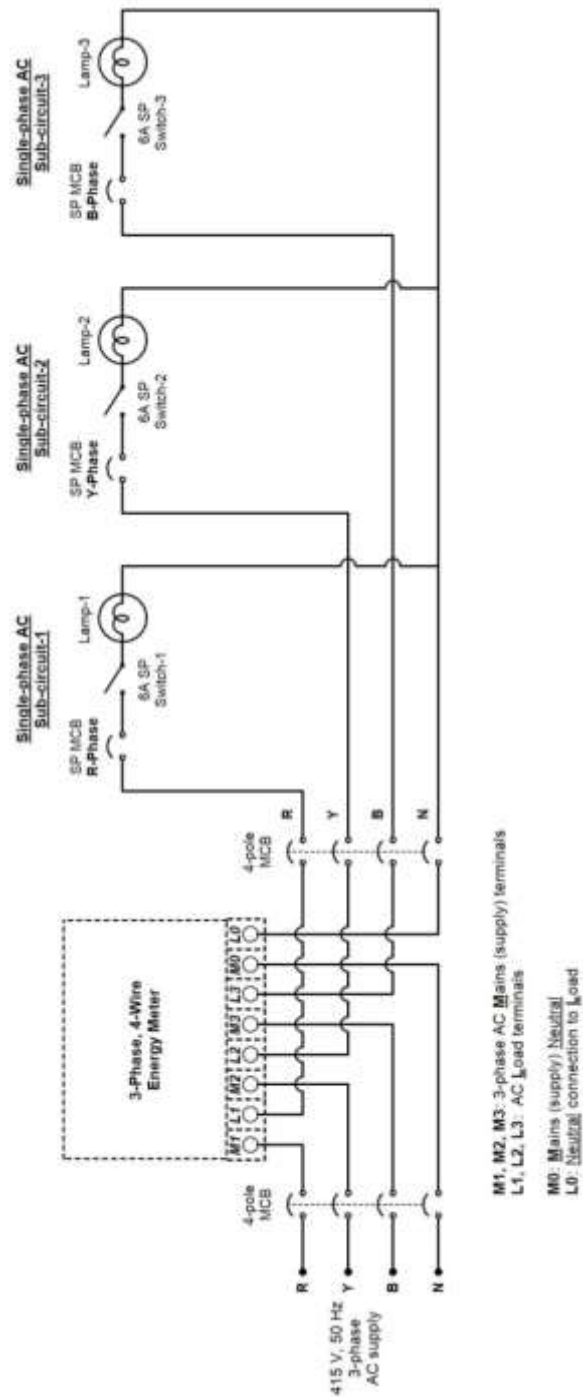 415 V, 50 Hz
3-phase
AC supply
R
Y
B
N
4-pole
MCB
3-Phase, 4-Wire
Energy Meter
M1 L1 M2 L2 M3 L3 M0 L0
4-pole
MCB
R
Y
B
N
Single-phase AC
Sub-circuit-1
SP MCB
R-Phase
6A SP
Switch-1
Lamp-1
Single-phase AC
Sub-circuit-2
SP MCB
Y-Phase
6A SP
Switch-2
Lamp-2
Single-phase AC
Sub-circuit-3
SP MCB
B-Phase
6A SP
Switch-3
Lamp-3
M1, M2, M3: 3-phase AC Mains (supply) terminals
L1, L2, L3: AC Load terminals
M0: Mains (supply) Neutral
L0: Neutral connection to Load